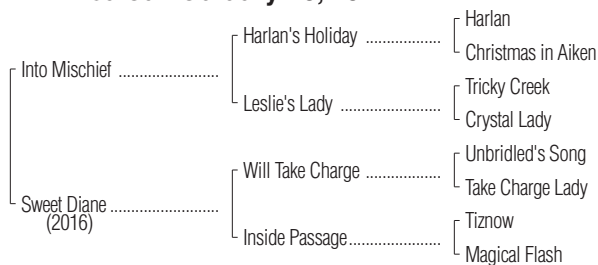 Harlan
Harlan's Holiday ..................
Christmas in Aiken
Into Mischief ........................
Tricky Creek
Leslie's Lady ........................
Crystal Lady
Unbridled's Song
Will Take Charge ..................
Take Charge Lady
Sweet Diane ..........................
(2016)
Tiznow
Inside Passage......................
Magical Flash